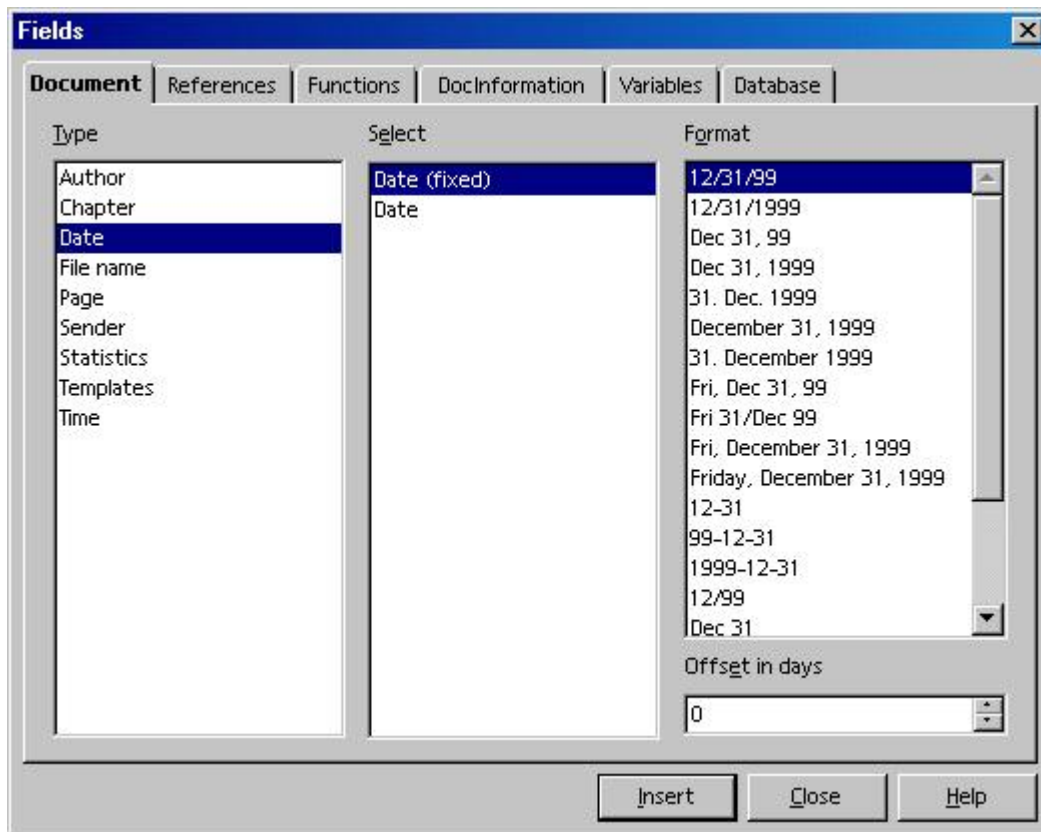 Fields
Document References Functions DocInformation Variables Database
Type
Author
Chapter
Date
File name
Page
Sender
Statistics
Templates
Time
Select
Date (fixed)
Date
Format
12/31/99
12/31/1999
Dec 31, 99
Dec 31, 1999
31. Dec. 1999
December 31, 1999
31. December 1999
Fri, Dec 31, 99
Fri 31/Dec 99
Fri, December 31, 1999
Friday, December 31, 1999
12-31
99-12-31
1999-12-31
12/99
Dec 31
Offset in days
0
Insert Close Help